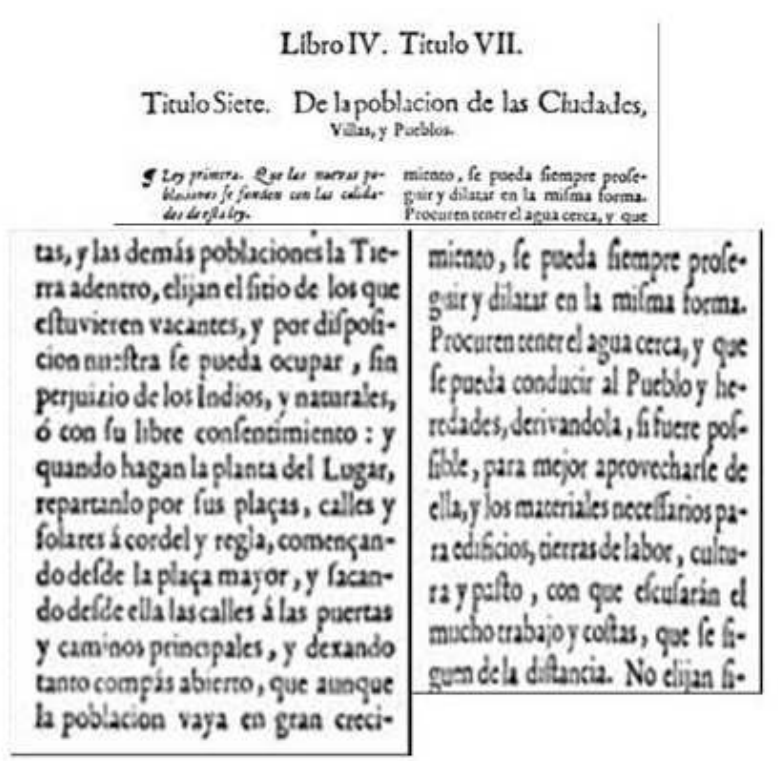 Libro IV. Titulo VII.
Titulo Siete. De la poblacion de las Ciudades,
Villas, y Pueblos.
¶ Ley primera. Que las nuevas po-
blaciones se funden con las calida-
des de esta ley.
miento, ſe pueda ſiempre proſe-
guir y dilatar en la miſma forma.
Procuren tener el agua cerca, y que
tas, y las demás poblaciones la Tie-
rra adentro, elijan el ſitio de los que
eſtuvieren vacantes, y por diſpoſi-
cion nueſtra ſe pueda ocupar, ſin
perjuizio de los Indios, y naturales,
ó con ſu libre conſentimiento: y
quando hagan la planta del Lugar,
repartanlo por ſus plaças, calles y
ſolares á cordel y regla, començan-
do deſde la plaça mayor, y ſacan-
do deſde ella las calles á las puertas
y caminos principales, y dexando
tanto compás abierto, que aunque
la poblacion vaya en gran creci-
miento, ſe pueda ſiempre proſe-
guir y dilatar en la miſma forma.
Procuren tener el agua cerca, y que
ſe pueda conducir al Pueblo y he-
redades, derivandola, ſi fuere poſ-
ſible, para mejor aprovecharſe de
ella, y los materiales neceſſarios pa-
ra edificios, tierras de labor, cultu-
ra y paſto, con que eſcuſarán el
mucho trabajo y coſtas, que ſe ſi-
guen de la diſtancia. No elijan ſi-